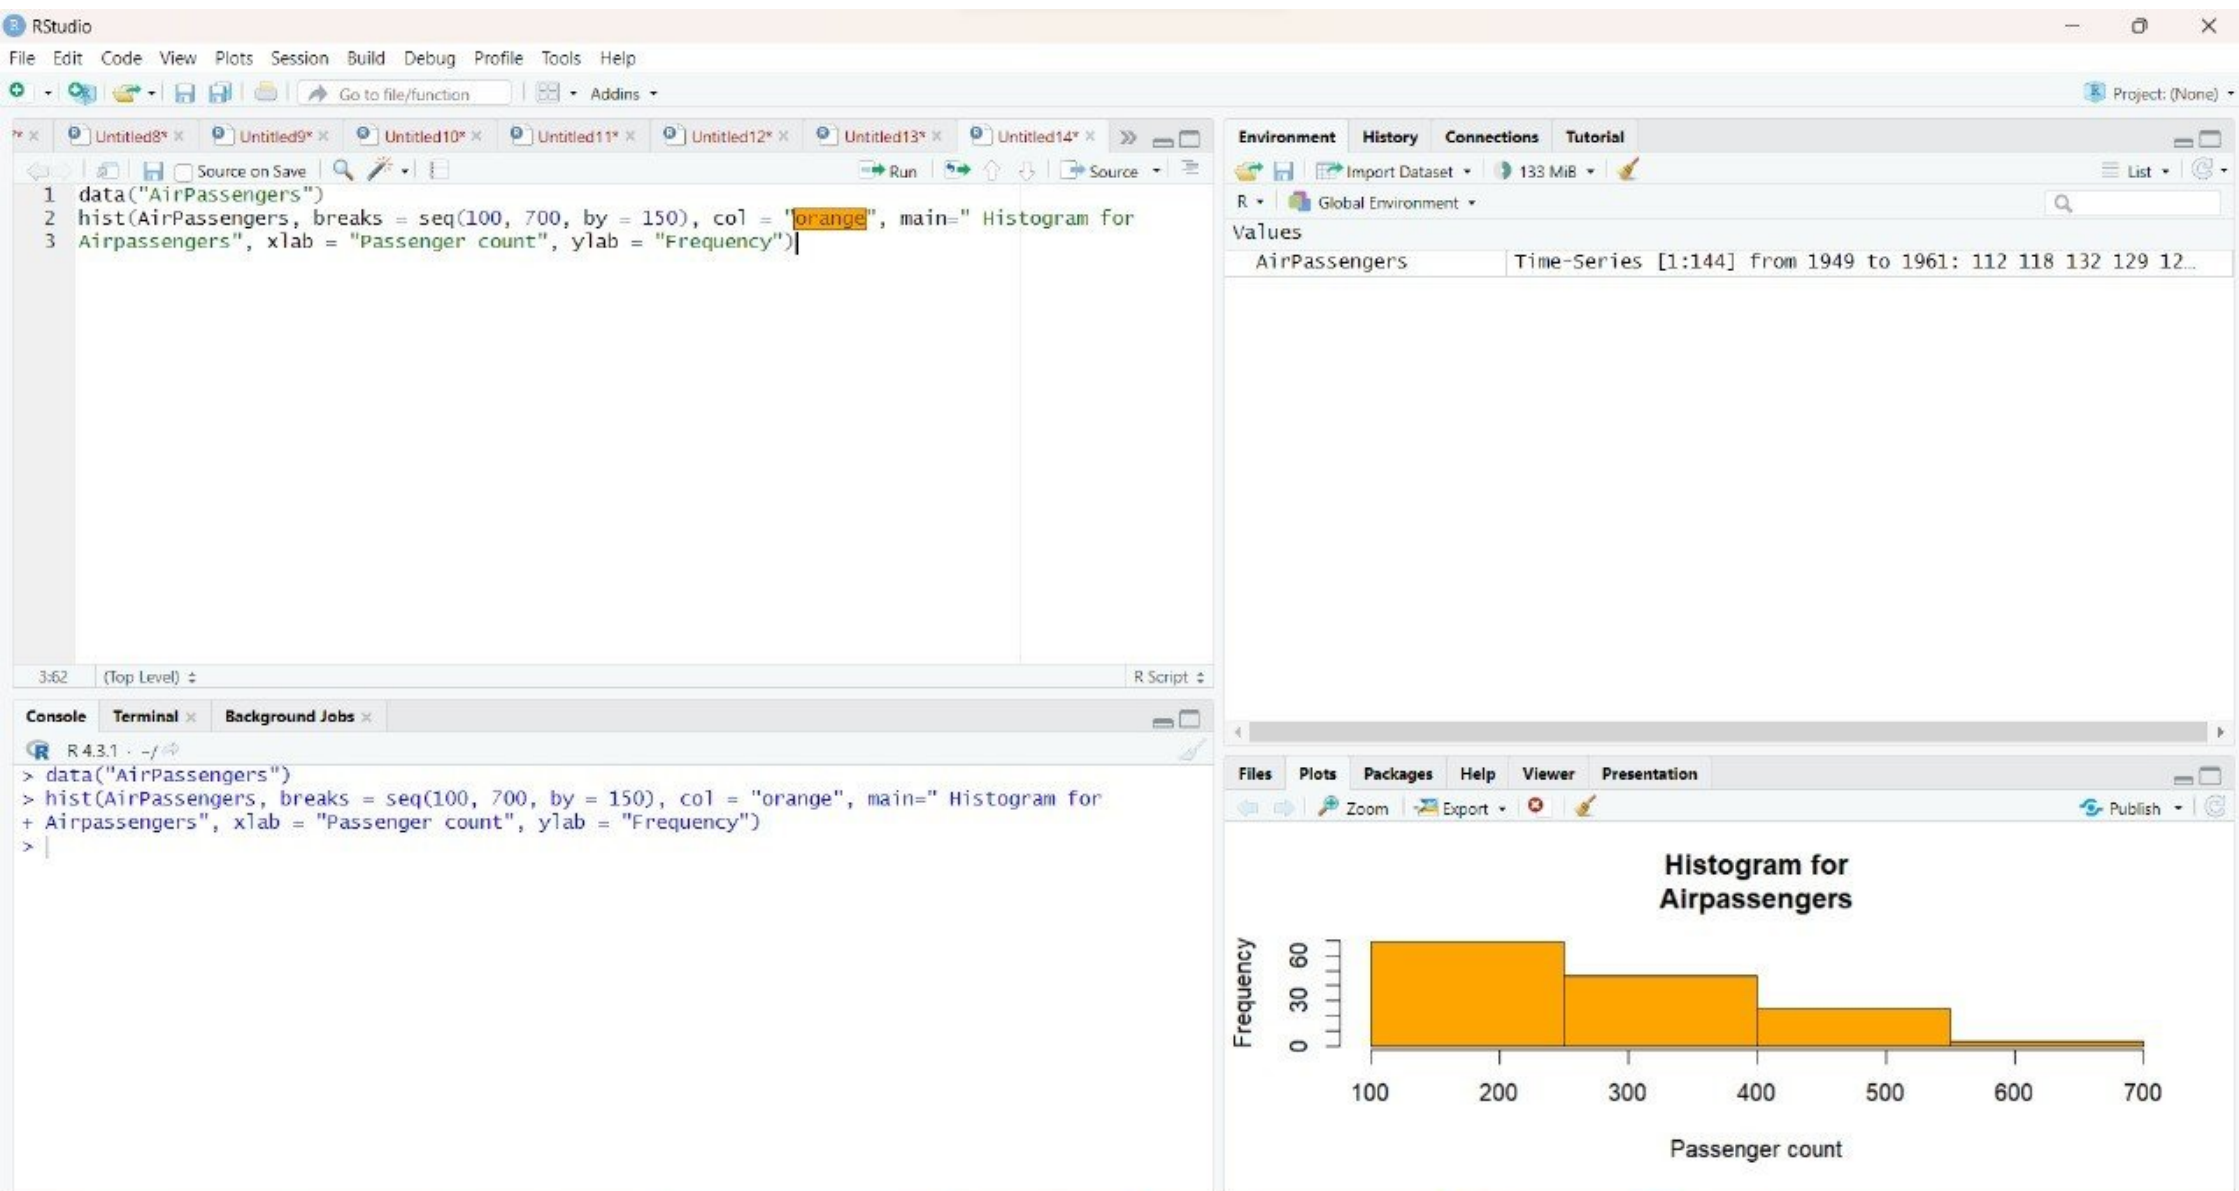 RStudio
File Edit Code View Plots Session Build Debug Profile Tools Help
Go to file/function Addins
Project: (None)
Untitled8* Untitled9* Untitled10* Untitled11* Untitled12* Untitled13* Untitled14*
Source on Save Run Source
1 data("AirPassengers")
2 hist(AirPassengers, breaks = seq(100, 700, by = 150), col = "orange", main=" Histogram for
3 Airpassengers", xlab = "Passenger count", ylab = "Frequency")
3:62 (Top Level) R Script
Console Terminal Background Jobs
R 4.3.1 · ~/
> data("AirPassengers")
> hist(AirPassengers, breaks = seq(100, 700, by = 150), col = "orange", main=" Histogram for
+ Airpassengers", xlab = "Passenger count", ylab = "Frequency")
>
Environment History Connections Tutorial
Import Dataset 133 MiB List
R Global Environment
Values
AirPassengers Time-Series [1:144] from 1949 to 1961: 112 118 132 129 12…
Files Plots Packages Help Viewer Presentation
Zoom Export Publish
Histogram for
Airpassengers
Frequency
60
30
0
100 200 300 400 500 600 700
Passenger count